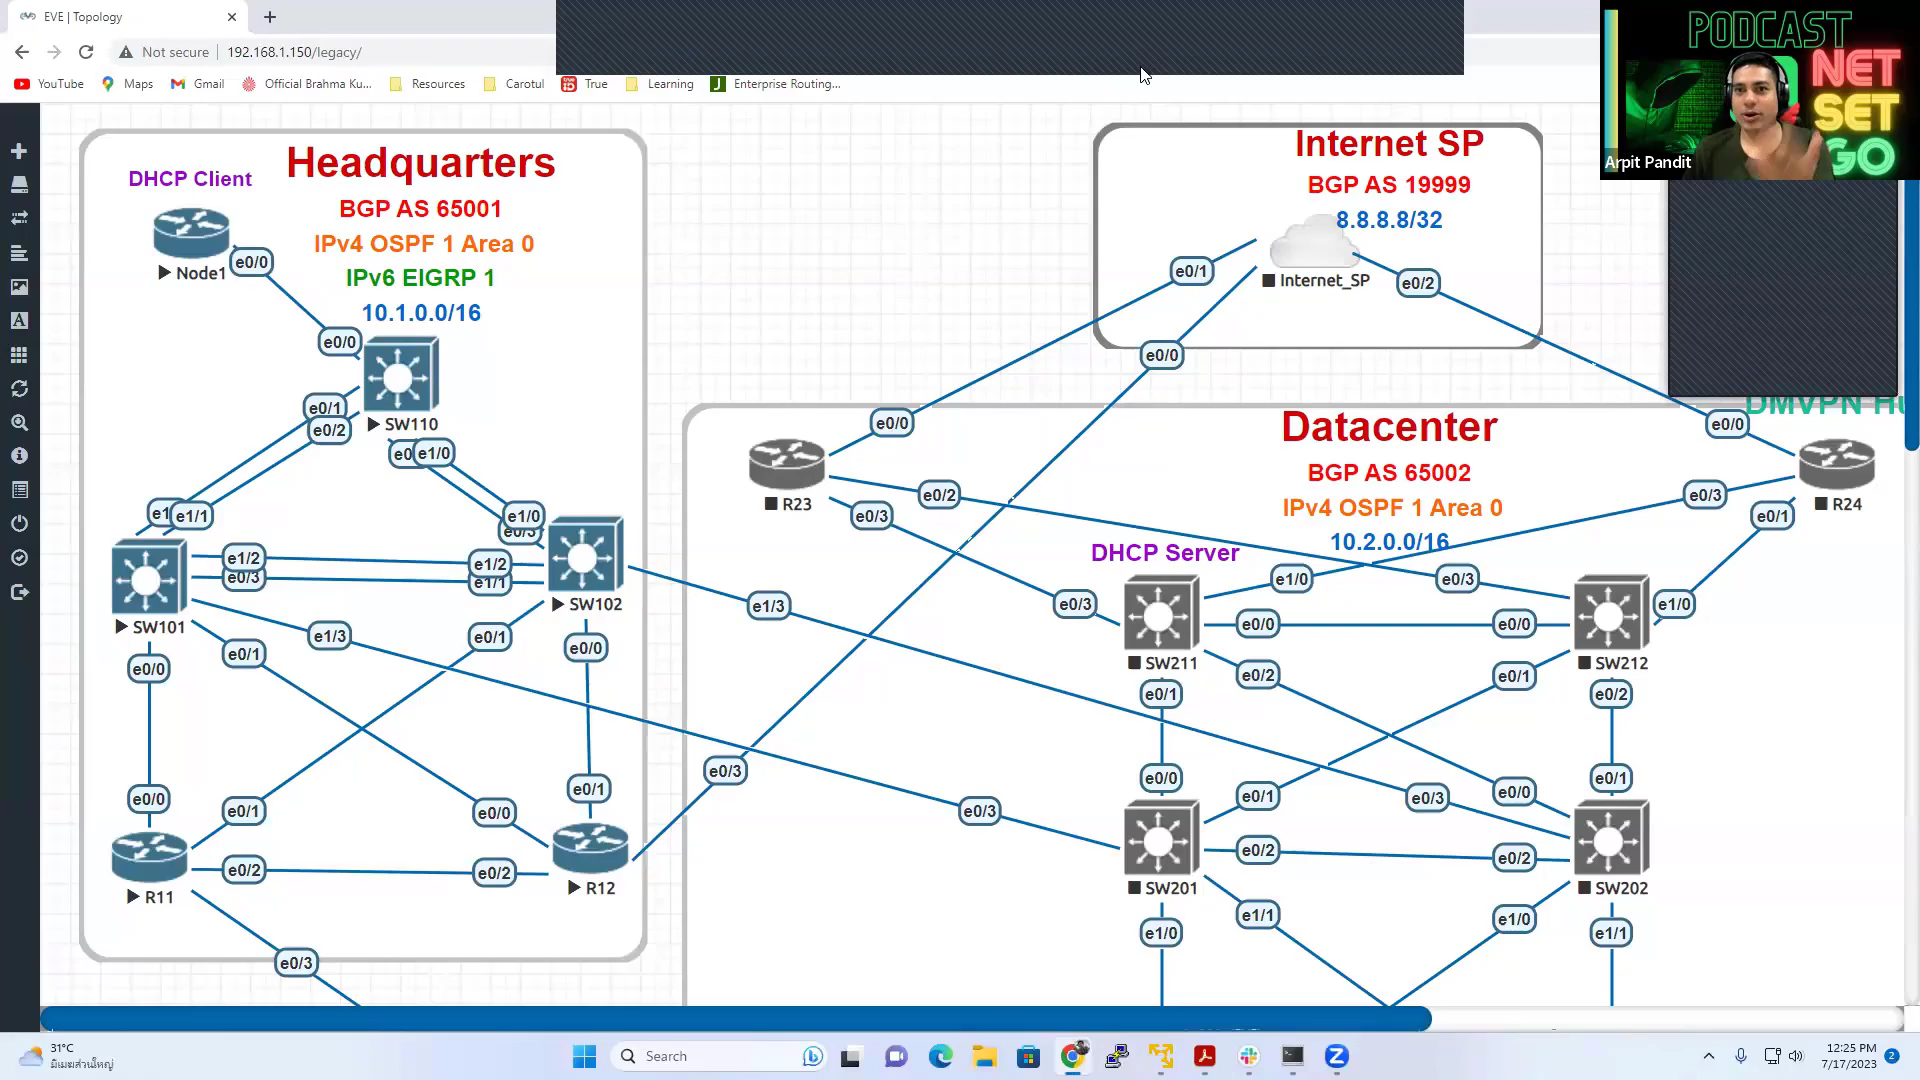 EVE | Topology
Not secure
192.168.1.150/legacy/
YouTube
Maps
Gmail
Official Brahma Ku...
Resources
Carotul
True
Learning
Enterprise Routing...
PODCAST
NET
SET
GO
Arpit Pandit
Headquarters
DHCP Client
BGP AS 65001
IPv4 OSPF 1 Area 0
IPv6 EIGRP 1
10.1.0.0/16
Node1
e0/0
e0/0
SW110
e0/1
e0/2
e1/0
e1/1
e1/0
e0/3
SW101
SW102
e1/2
e0/3
e1/2
e1/1
e1/3
e0/1
e0/1
e0/0
e0/0
e0/0
e0/1
e0/0
e0/1
e0/2
e0/2
R11
R12
e0/3
e0/3
e1/3
Internet SP
BGP AS 19999
8.8.8.8/32
Internet_SP
e0/1
e0/2
e0/0
Datacenter
BGP AS 65002
IPv4 OSPF 1 Area 0
10.2.0.0/16
DHCP Server
R23
e0/0
e0/2
e0/3
R24
e0/0
e0/3
e0/1
e1/0
e0/3
e0/3
e1/0
e0/0
e0/0
SW211
SW212
e0/1
e0/2
e0/1
e0/2
e0/0
e0/1
e0/3
e0/0
e0/1
e0/3
e0/2
e0/2
SW201
SW202
e1/0
e1/1
e1/0
e1/1
31°C
Search
12:25 PM
7/17/2023
2